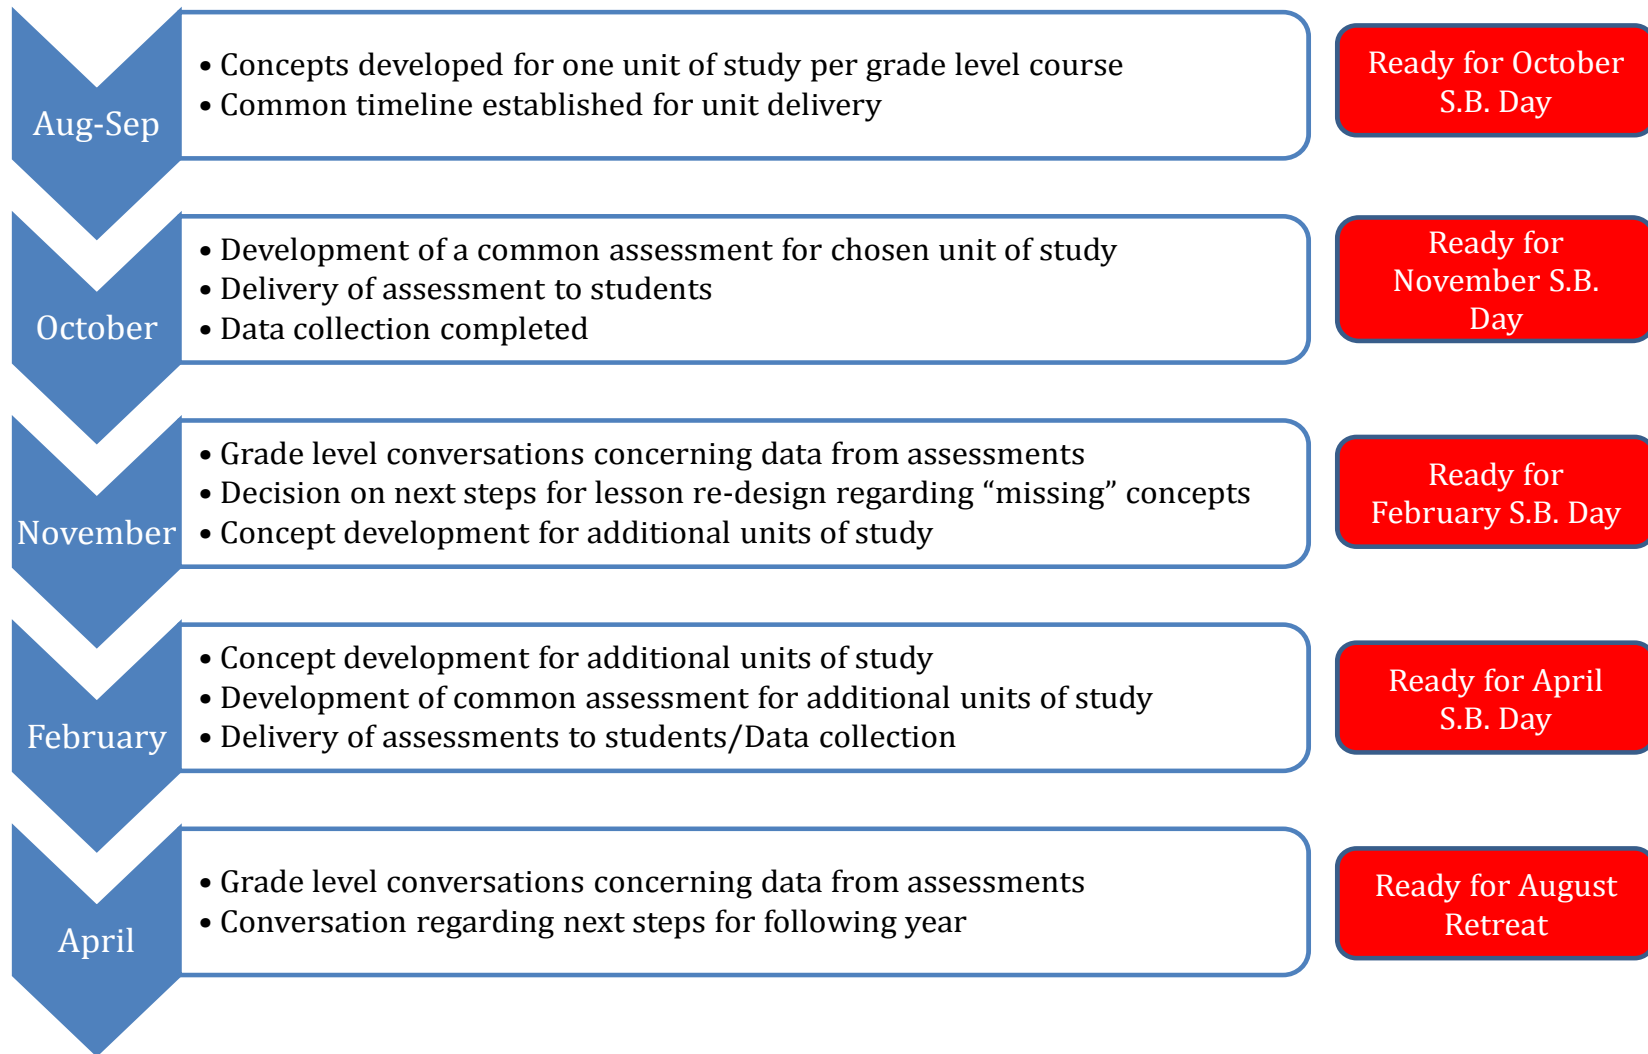 Aug-Sep
• Concepts developed for one unit of study per grade level course
• Common timeline established for unit delivery
Ready for October
S.B. Day
October
• Development of a common assessment for chosen unit of study
• Delivery of assessment to students
• Data collection completed
Ready for
November S.B.
Day
November
• Grade level conversations concerning data from assessments
• Decision on next steps for lesson re-design regarding “missing” concepts
• Concept development for additional units of study
Ready for
February S.B. Day
February
• Concept development for additional units of study
• Development of common assessment for additional units of study
• Delivery of assessments to students/Data collection
Ready for April
S.B. Day
April
• Grade level conversations concerning data from assessments
• Conversation regarding next steps for following year
Ready for August
Retreat